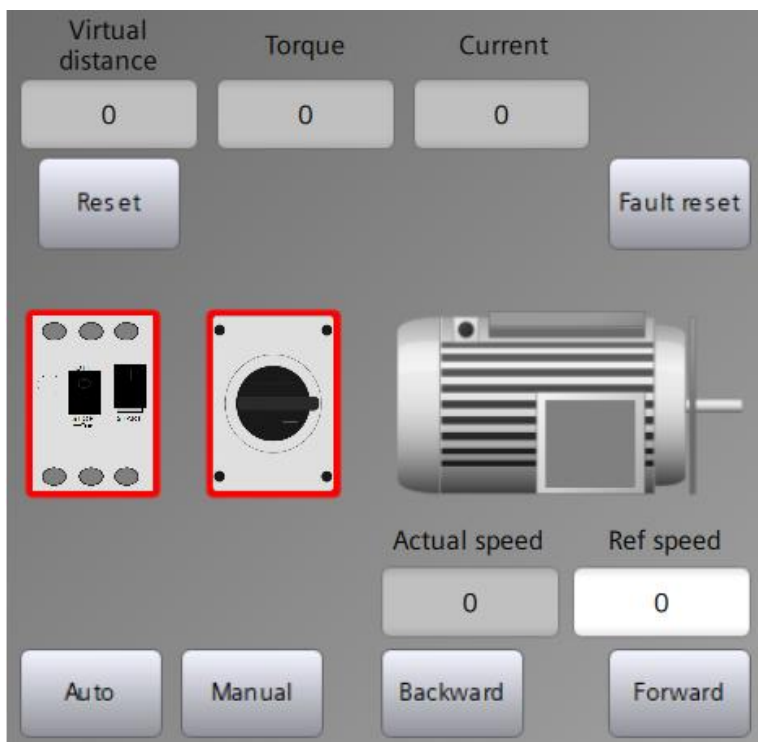 Virtual
distance
Torque
Current
0
0
0
Reset
Fault reset
Actual speed
Ref speed
0
0
Auto
Manual
Backward
Forward